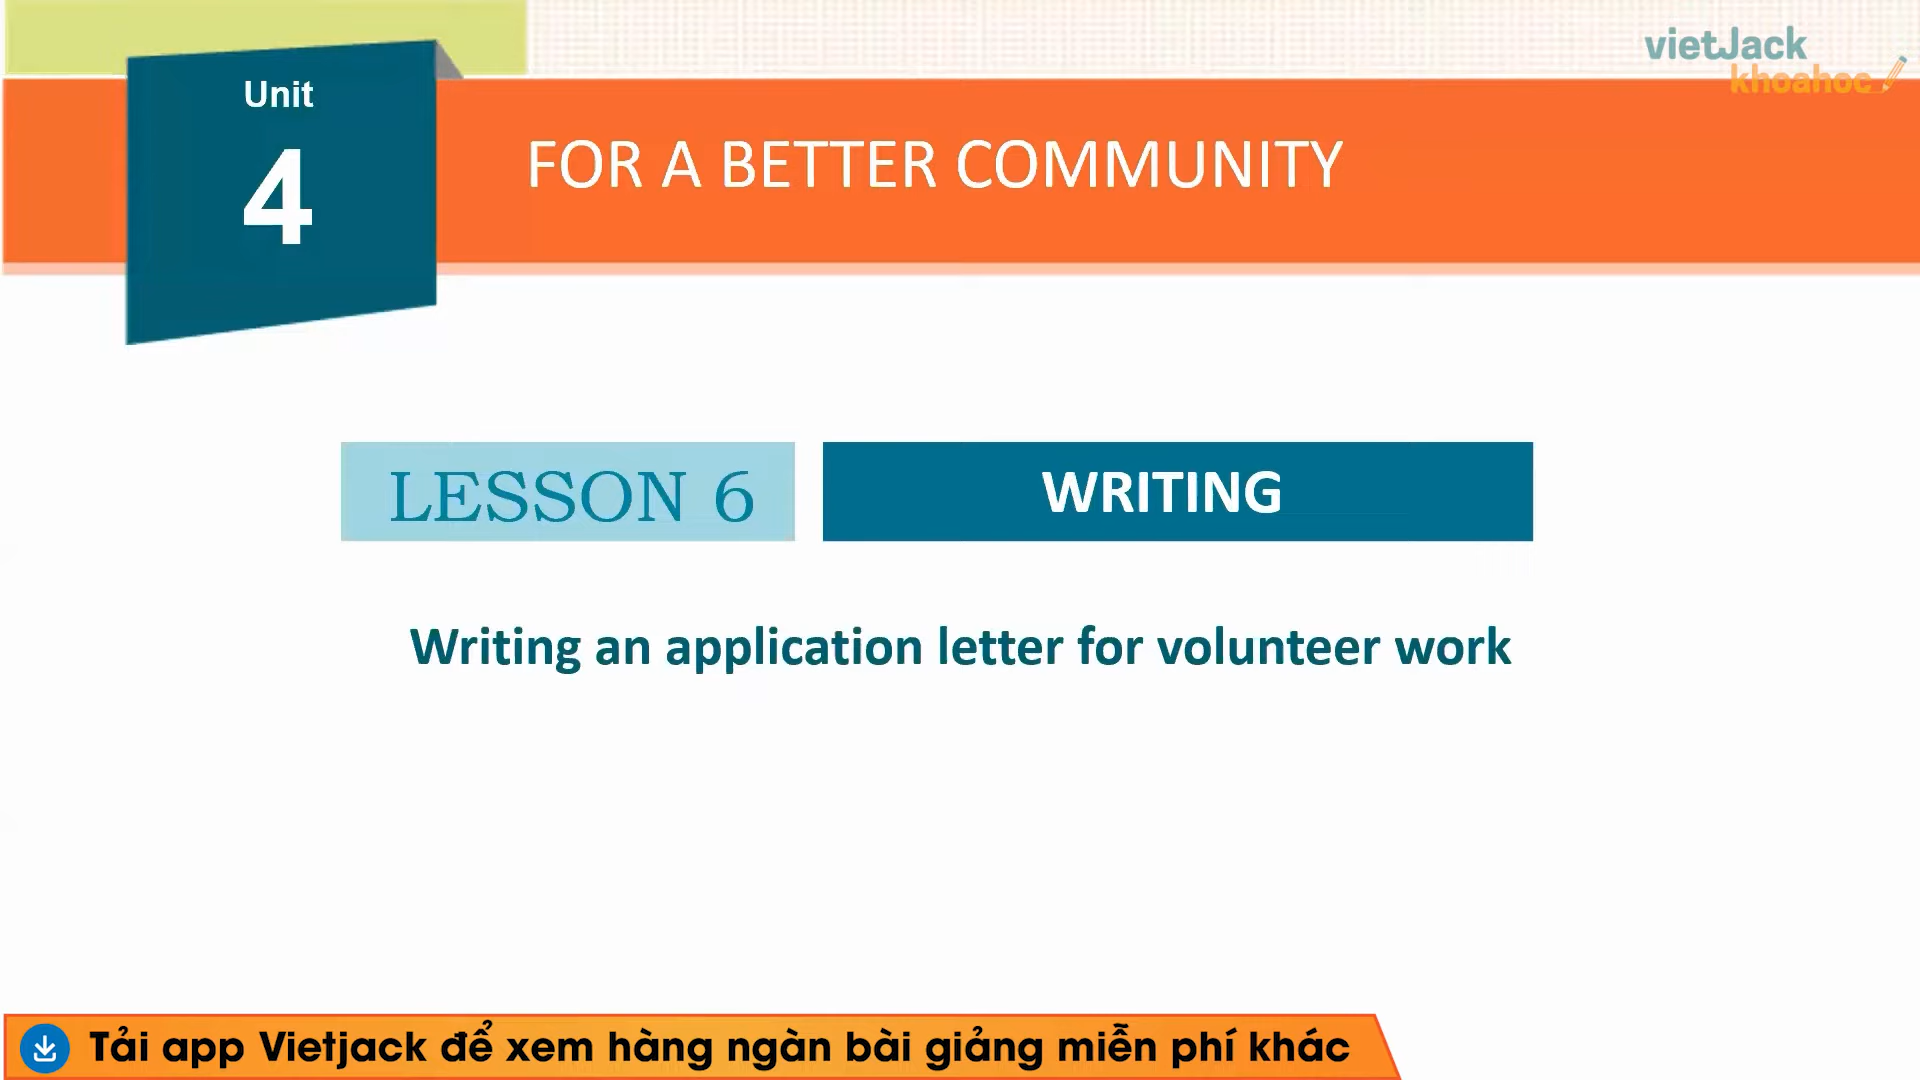 vietJack
khoahoc
Unit
4
FOR A BETTER COMMUNITY
LESSON 6
WRITING
Writing an application letter for volunteer work
Tải app Vietjack để xem hàng ngàn bài giảng miễn phí khác